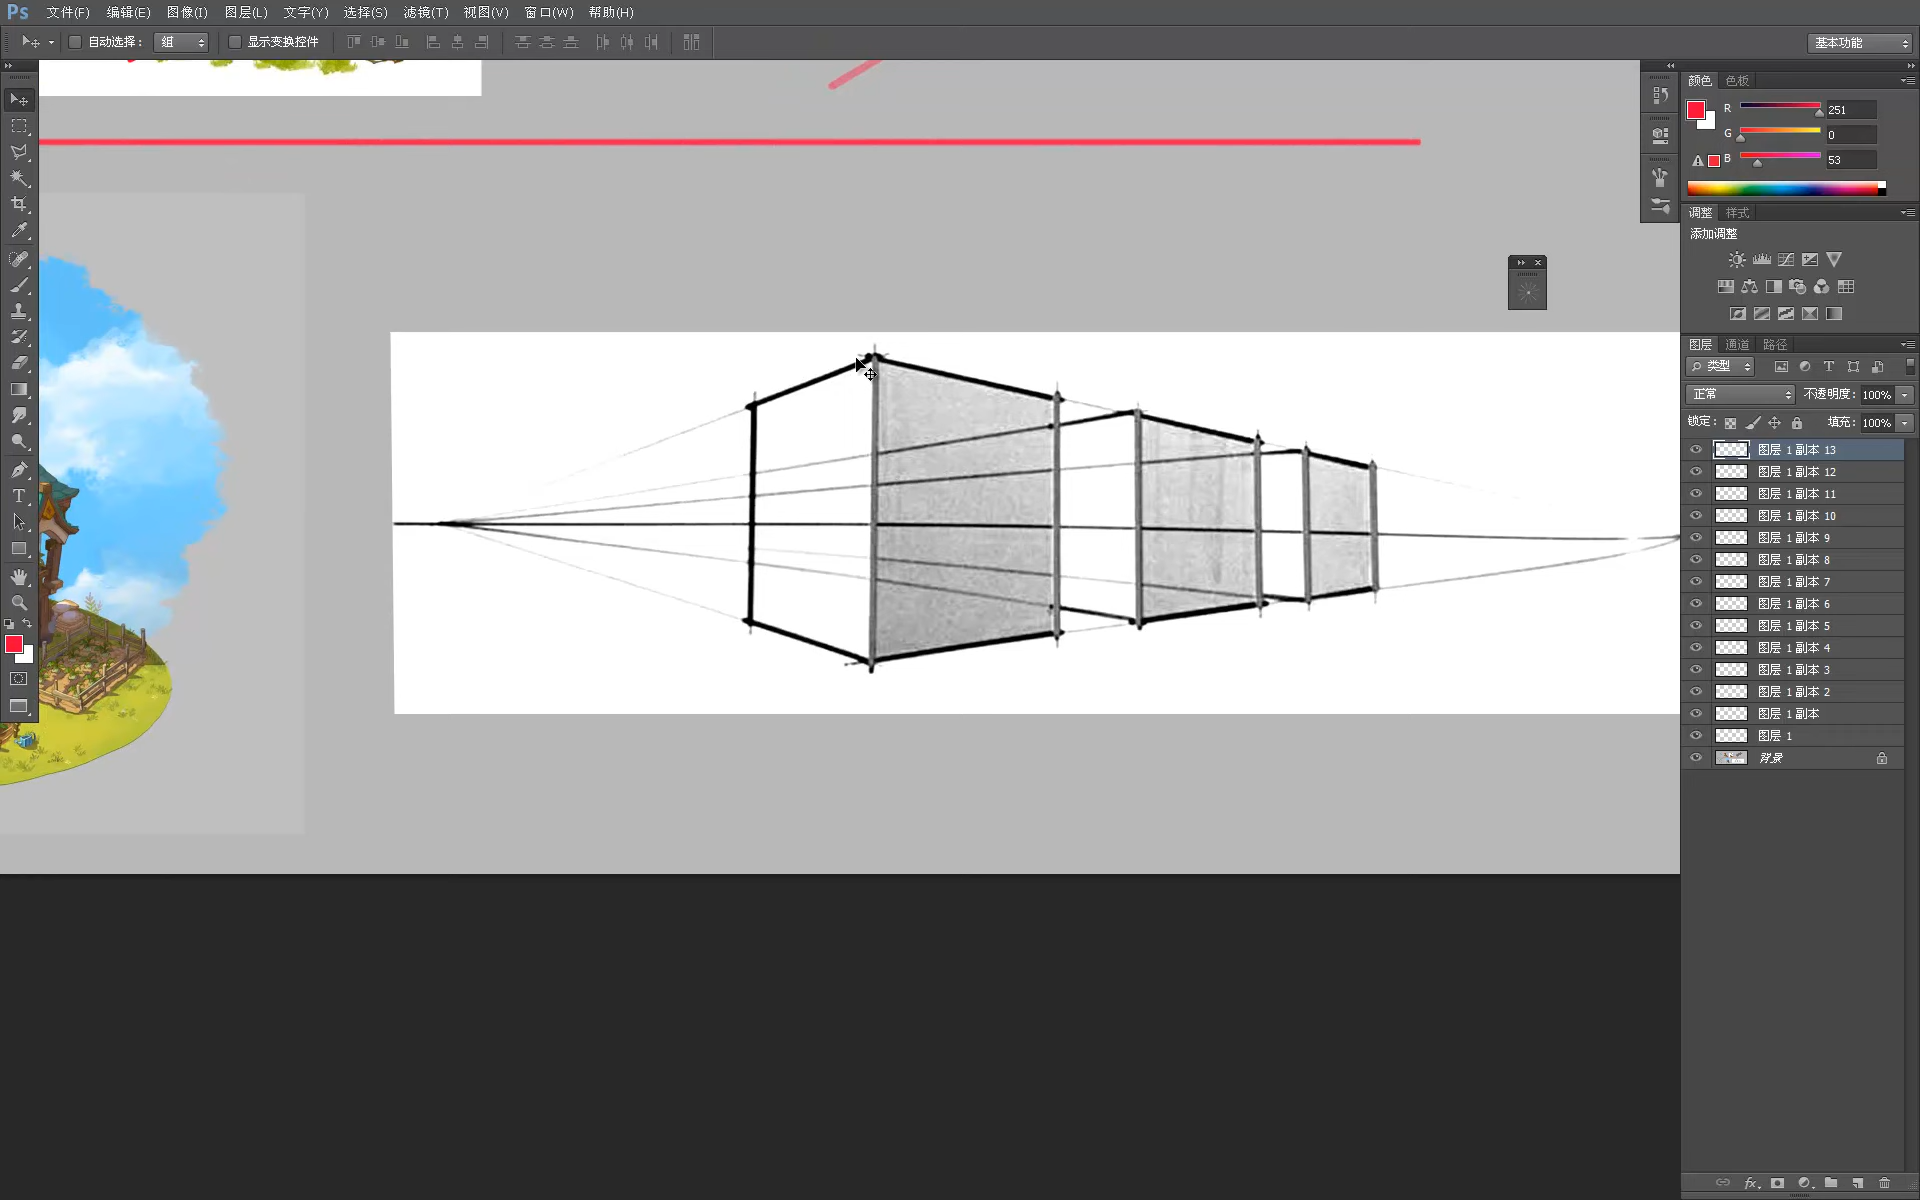 Ps 文件(F) 编辑(E) 图像(I) 图层(L) 文字(Y) 选择(S) 滤镜(T) 视图(V) 窗口(W) 帮助(H)
自动选择： 组 显示变换控件 基本功能
颜色 色板
R 251
G 0
B 53
调整 样式
添加调整
图层 通道 路径
类型
正常 不透明度： 100%
锁定： 填充： 100%
图层 1 副本 13
图层 1 副本 12
图层 1 副本 11
图层 1 副本 10
图层 1 副本 9
图层 1 副本 8
图层 1 副本 7
图层 1 副本 6
图层 1 副本 5
图层 1 副本 4
图层 1 副本 3
图层 1 副本 2
图层 1 副本
图层 1
背景
fx